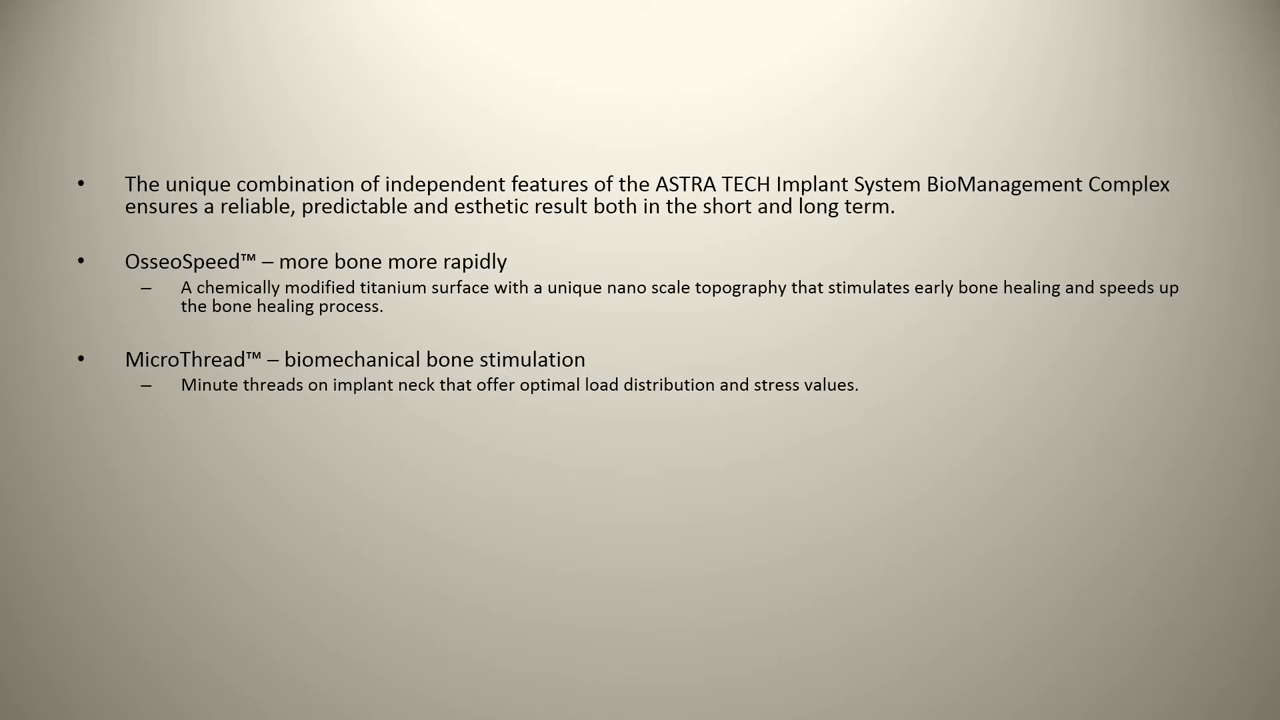 • The unique combination of independent features of the ASTRA TECH Implant System BioManagement Complex
ensures a reliable, predictable and esthetic result both in the short and long term.
• OsseoSpeed™ – more bone more rapidly
– A chemically modified titanium surface with a unique nano scale topography that stimulates early bone healing and speeds up
the bone healing process.
• MicroThread™ – biomechanical bone stimulation
– Minute threads on implant neck that offer optimal load distribution and stress values.